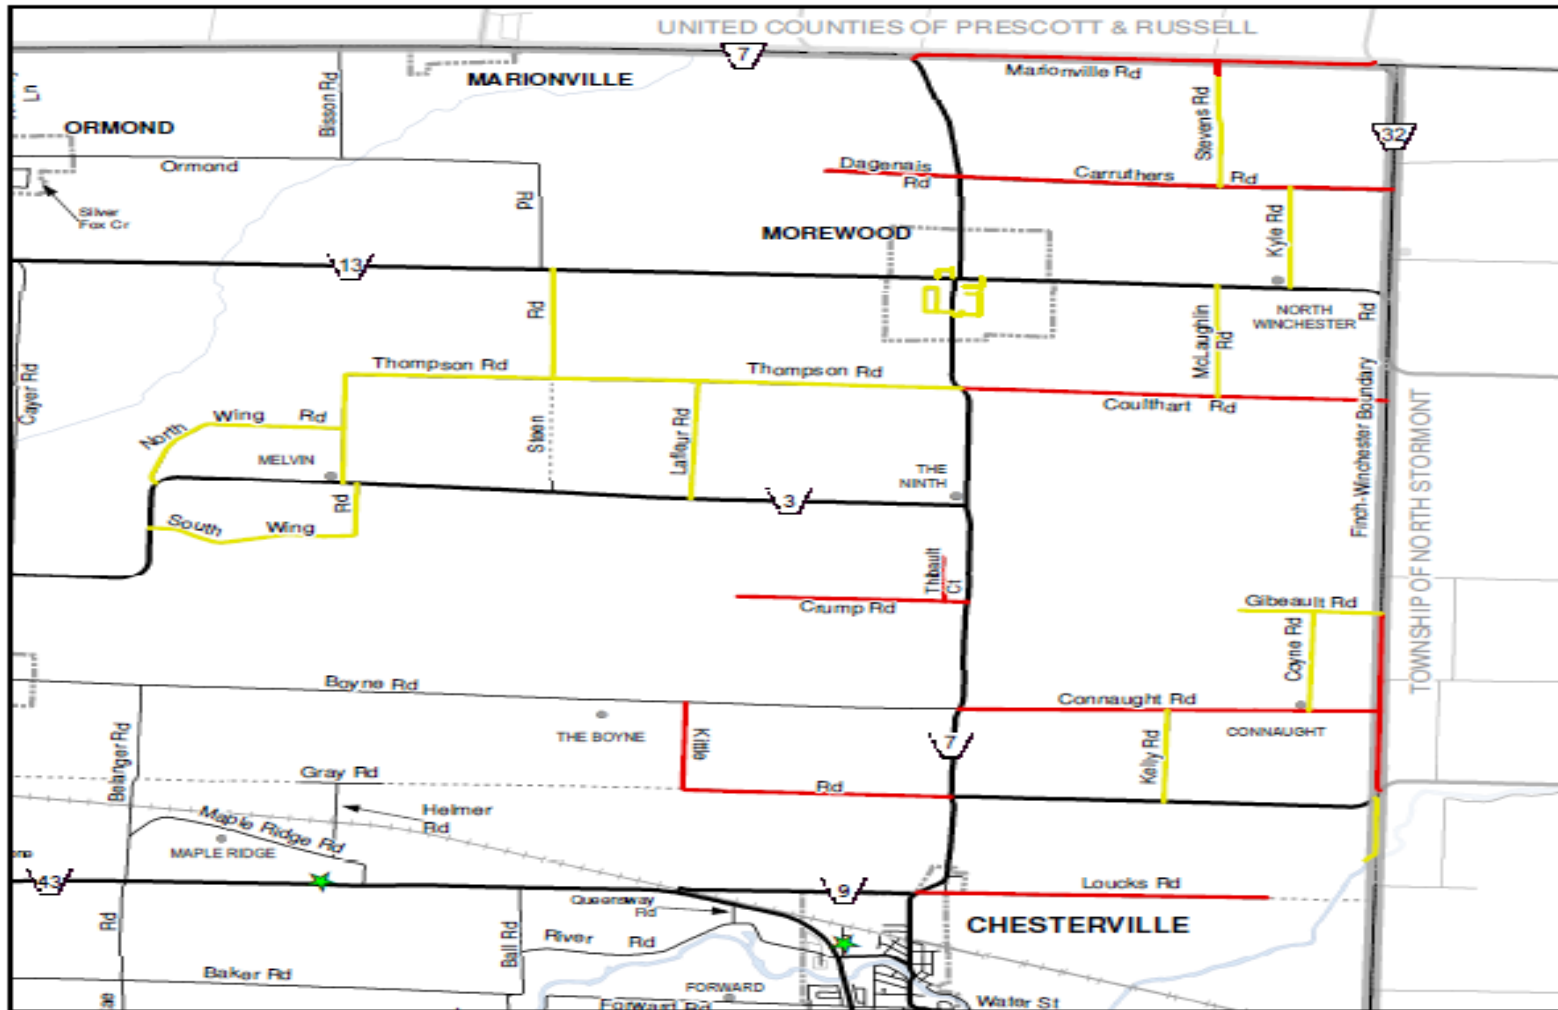 UNITED COUNTIES OF PRESCOTT & RUSSELL
7
Marionville Rd
MARIONVILLE
Bisson Rd
Ln
ORMOND
Stevens Rd
32
Ormond
Rd
Dagenais
Rd
Carruthers Rd
Silver
Fox Cr
MOREWOOD
Kyle Rd
13
Rd
NORTH
WINCHESTER
McLaughlin
Rd
Rd
Thompson Rd
Thompson Rd
Cayer Rd
Coulthart Rd
Finch-Winchester Boundary
TOWNSHIP OF NORTH STORMONT
North Wing Rd
Steen
Lafleur Rd
MELVIN
THE
NINTH
3
Rd
South Wing
Thibault
Ct
Crump Rd
Gibeault Rd
Coyne Rd
Boyne Rd
Connaught Rd
CONNAUGHT
THE BOYNE
Kittle
7
Kelly Rd
Belanger Rd
Gray Rd
Rd
Helmer
Rd
Maple Ridge Rd
MAPLE RIDGE
43
9
Loucks Rd
Queensway
Rd
CHESTERVILLE
Rd
Ball Rd
River Rd
Baker Rd
FORWARD
Forward Rd
Water St